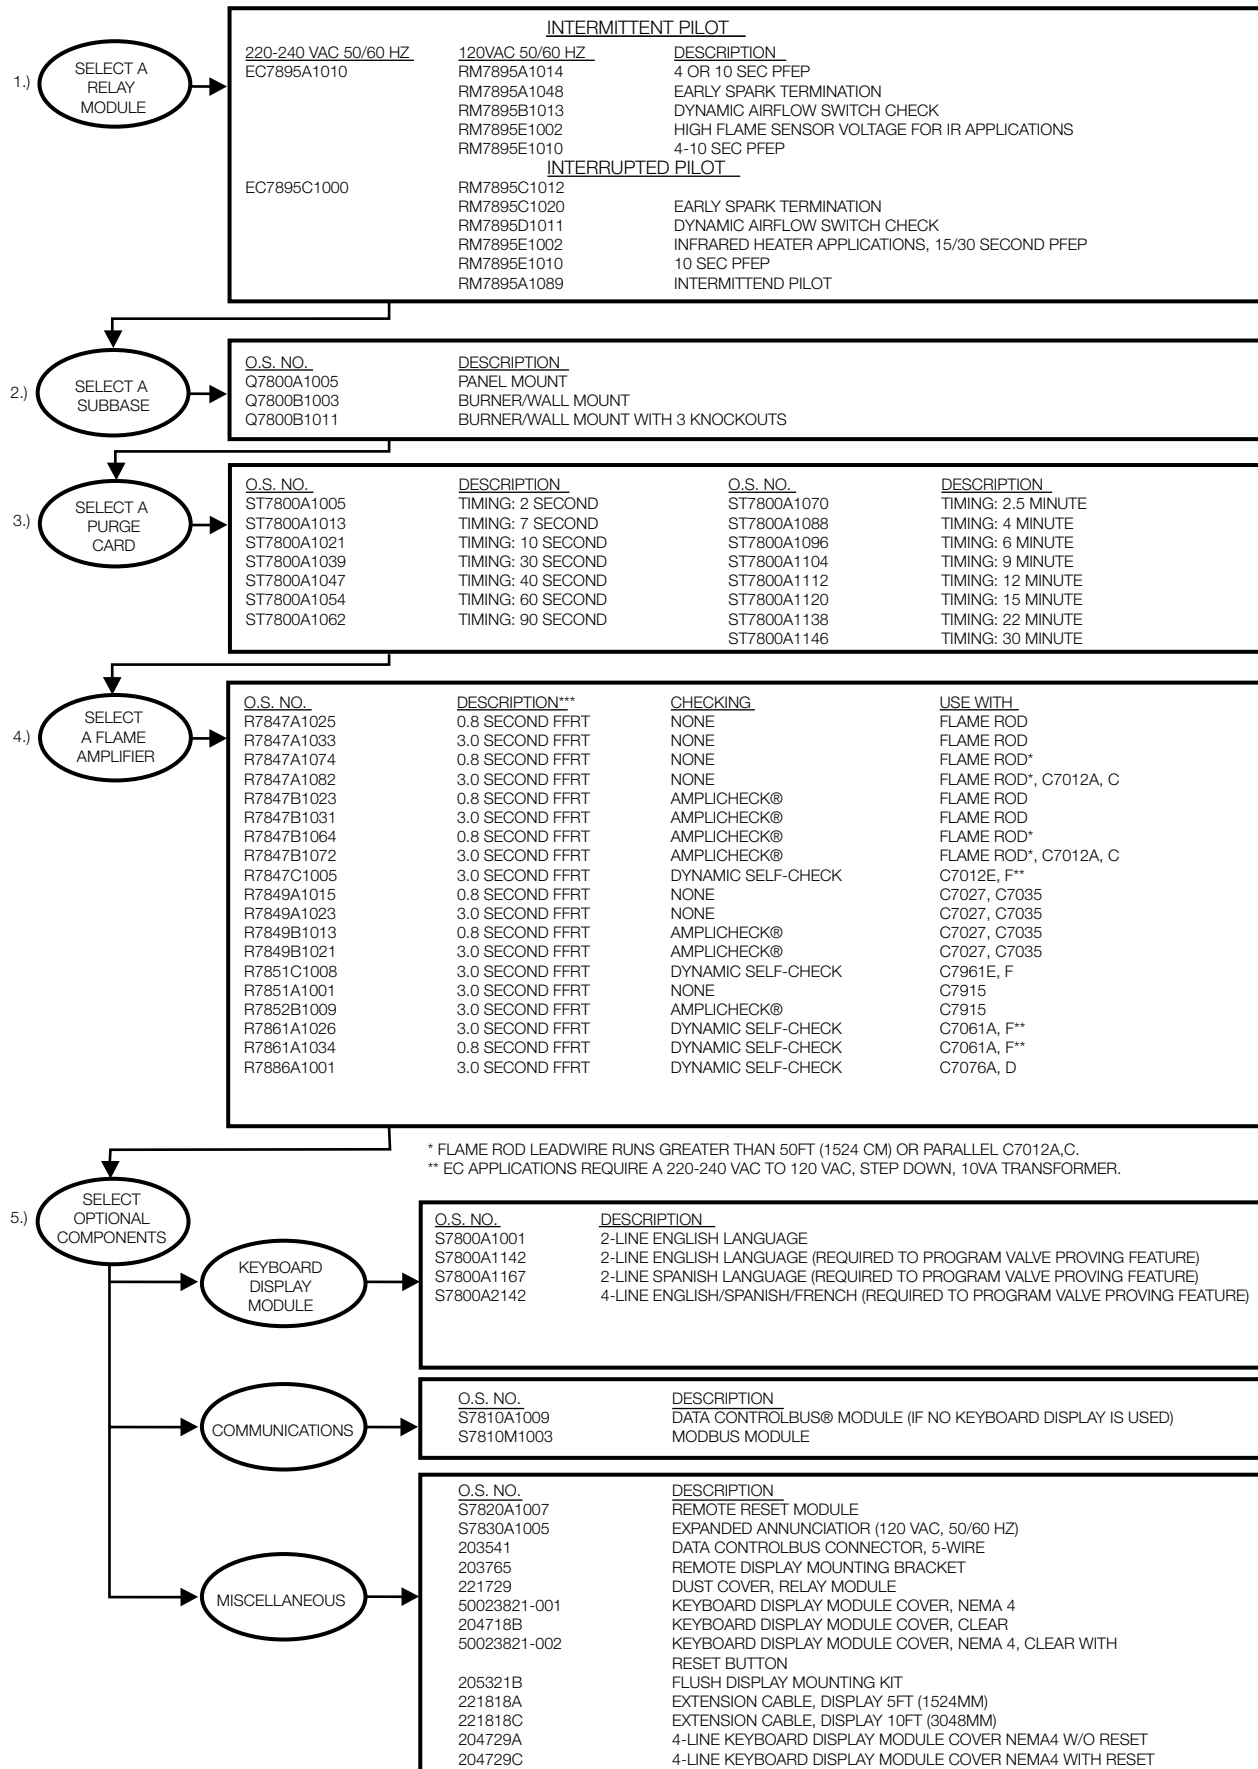 1.)
SELECT A
RELAY
MODULE
INTERMITTENT PILOT
220-240 VAC 50/60 HZ 120VAC 50/60 HZ DESCRIPTION
EC7895A1010 RM7895A1014 4 OR 10 SEC PFEP
RM7895A1048 EARLY SPARK TERMINATION
RM7895B1013 DYNAMIC AIRFLOW SWITCH CHECK
RM7895E1002 HIGH FLAME SENSOR VOLTAGE FOR IR APPLICATIONS
RM7895E1010 4-10 SEC PFEP
INTERRUPTED PILOT
EC7895C1000 RM7895C1012
RM7895C1020 EARLY SPARK TERMINATION
RM7895D1011 DYNAMIC AIRFLOW SWITCH CHECK
RM7895E1002 INFRARED HEATER APPLICATIONS, 15/30 SECOND PFEP
RM7895E1010 10 SEC PFEP
RM7895A1089 INTERMITTEND PILOT
2.)
SELECT A
SUBBASE
O.S. NO. DESCRIPTION
Q7800A1005 PANEL MOUNT
Q7800B1003 BURNER/WALL MOUNT
Q7800B1011 BURNER/WALL MOUNT WITH 3 KNOCKOUTS
3.)
SELECT A
PURGE
CARD
O.S. NO. DESCRIPTION O.S. NO. DESCRIPTION
ST7800A1005 TIMING: 2 SECOND ST7800A1070 TIMING: 2.5 MINUTE
ST7800A1013 TIMING: 7 SECOND ST7800A1088 TIMING: 4 MINUTE
ST7800A1021 TIMING: 10 SECOND ST7800A1096 TIMING: 6 MINUTE
ST7800A1039 TIMING: 30 SECOND ST7800A1104 TIMING: 9 MINUTE
ST7800A1047 TIMING: 40 SECOND ST7800A1112 TIMING: 12 MINUTE
ST7800A1054 TIMING: 60 SECOND ST7800A1120 TIMING: 15 MINUTE
ST7800A1062 TIMING: 90 SECOND ST7800A1138 TIMING: 22 MINUTE
ST7800A1146 TIMING: 30 MINUTE
4.)
SELECT
A FLAME
AMPLIFIER
O.S. NO. DESCRIPTION*** CHECKING USE WITH
R7847A1025 0.8 SECOND FFRT NONE FLAME ROD
R7847A1033 3.0 SECOND FFRT NONE FLAME ROD
R7847A1074 0.8 SECOND FFRT NONE FLAME ROD*
R7847A1082 3.0 SECOND FFRT NONE FLAME ROD*, C7012A, C
R7847B1023 0.8 SECOND FFRT AMPLICHECK® FLAME ROD
R7847B1031 3.0 SECOND FFRT AMPLICHECK® FLAME ROD
R7847B1064 0.8 SECOND FFRT AMPLICHECK® FLAME ROD*
R7847B1072 3.0 SECOND FFRT AMPLICHECK® FLAME ROD*, C7012A, C
R7847C1005 3.0 SECOND FFRT DYNAMIC SELF-CHECK C7012E, F**
R7849A1015 0.8 SECOND FFRT NONE C7027, C7035
R7849A1023 3.0 SECOND FFRT NONE C7027, C7035
R7849B1013 0.8 SECOND FFRT AMPLICHECK® C7027, C7035
R7849B1021 3.0 SECOND FFRT AMPLICHECK® C7027, C7035
R7851C1008 3.0 SECOND FFRT DYNAMIC SELF-CHECK C7961E, F
R7851A1001 3.0 SECOND FFRT NONE C7915
R7852B1009 3.0 SECOND FFRT AMPLICHECK® C7915
R7861A1026 3.0 SECOND FFRT DYNAMIC SELF-CHECK C7061A, F**
R7861A1034 0.8 SECOND FFRT DYNAMIC SELF-CHECK C7061A, F**
R7886A1001 3.0 SECOND FFRT DYNAMIC SELF-CHECK C7076A, D
* FLAME ROD LEADWIRE RUNS GREATER THAN 50FT (1524 CM) OR PARALLEL C7012A,C.
** EC APPLICATIONS REQUIRE A 220-240 VAC TO 120 VAC, STEP DOWN, 10VA TRANSFORMER.
5.)
SELECT
OPTIONAL
COMPONENTS
KEYBOARD
DISPLAY
MODULE
O.S. NO. DESCRIPTION
S7800A1001 2-LINE ENGLISH LANGUAGE
S7800A1142 2-LINE ENGLISH LANGUAGE (REQUIRED TO PROGRAM VALVE PROVING FEATURE)
S7800A1167 2-LINE SPANISH LANGUAGE (REQUIRED TO PROGRAM VALVE PROVING FEATURE)
S7800A2142 4-LINE ENGLISH/SPANISH/FRENCH (REQUIRED TO PROGRAM VALVE PROVING FEATURE)
COMMUNICATIONS
O.S. NO. DESCRIPTION
S7810A1009 DATA CONTROLBUS® MODULE (IF NO KEYBOARD DISPLAY IS USED)
S7810M1003 MODBUS MODULE
MISCELLANEOUS
O.S. NO. DESCRIPTION
S7820A1007 REMOTE RESET MODULE
S7830A1005 EXPANDED ANNUNCIATIOR (120 VAC, 50/60 HZ)
203541 DATA CONTROLBUS CONNECTOR, 5-WIRE
203765 REMOTE DISPLAY MOUNTING BRACKET
221729 DUST COVER, RELAY MODULE
50023821-001 KEYBOARD DISPLAY MODULE COVER, NEMA 4
204718B KEYBOARD DISPLAY MODULE COVER, CLEAR
50023821-002 KEYBOARD DISPLAY MODULE COVER, NEMA 4, CLEAR WITH
RESET BUTTON
205321B FLUSH DISPLAY MOUNTING KIT
221818A EXTENSION CABLE, DISPLAY 5FT (1524MM)
221818C EXTENSION CABLE, DISPLAY 10FT (3048MM)
204729A 4-LINE KEYBOARD DISPLAY MODULE COVER NEMA4 W/O RESET
204729C 4-LINE KEYBOARD DISPLAY MODULE COVER NEMA4 WITH RESET